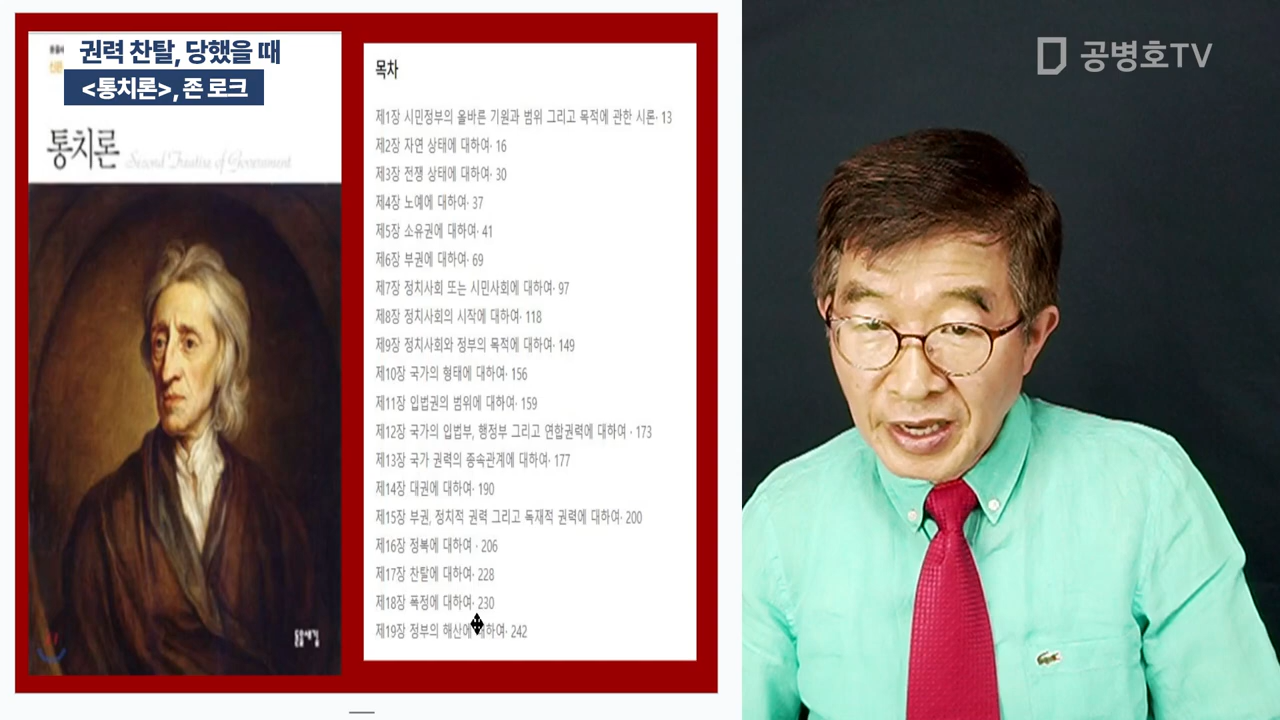 권력 찬탈, 당했을 때
<통치론>, 존 로크
통치론 Second Treatise of Government
목차
제1장 시민정부의 올바른 기원과 범위 그리고 목적에 관한 시론· 13
제2장 자연 상태에 대하여· 16
제3장 전쟁 상태에 대하여· 30
제4장 노예에 대하여· 37
제5장 소유권에 대하여· 41
제6장 부권에 대하여· 69
제7장 정치사회 또는 시민사회에 대하여· 97
제8장 정치사회의 시작에 대하여· 118
제9장 정치사회와 정부의 목적에 대하여· 149
제10장 국가의 형태에 대하여· 156
제11장 입법권의 범위에 대하여· 159
제12장 국가의 입법부, 행정부 그리고 연합권력에 대하여 · 173
제13장 국가 권력의 종속관계에 대하여· 177
제14장 대권에 대하여· 190
제15장 부권, 정치적 권력 그리고 독재적 권력에 대하여· 200
제16장 정복에 대하여 · 206
제17장 찬탈에 대하여· 228
제18장 폭정에 대하여· 230
제19장 정부의 해산에 대하여· 242
공병호TV